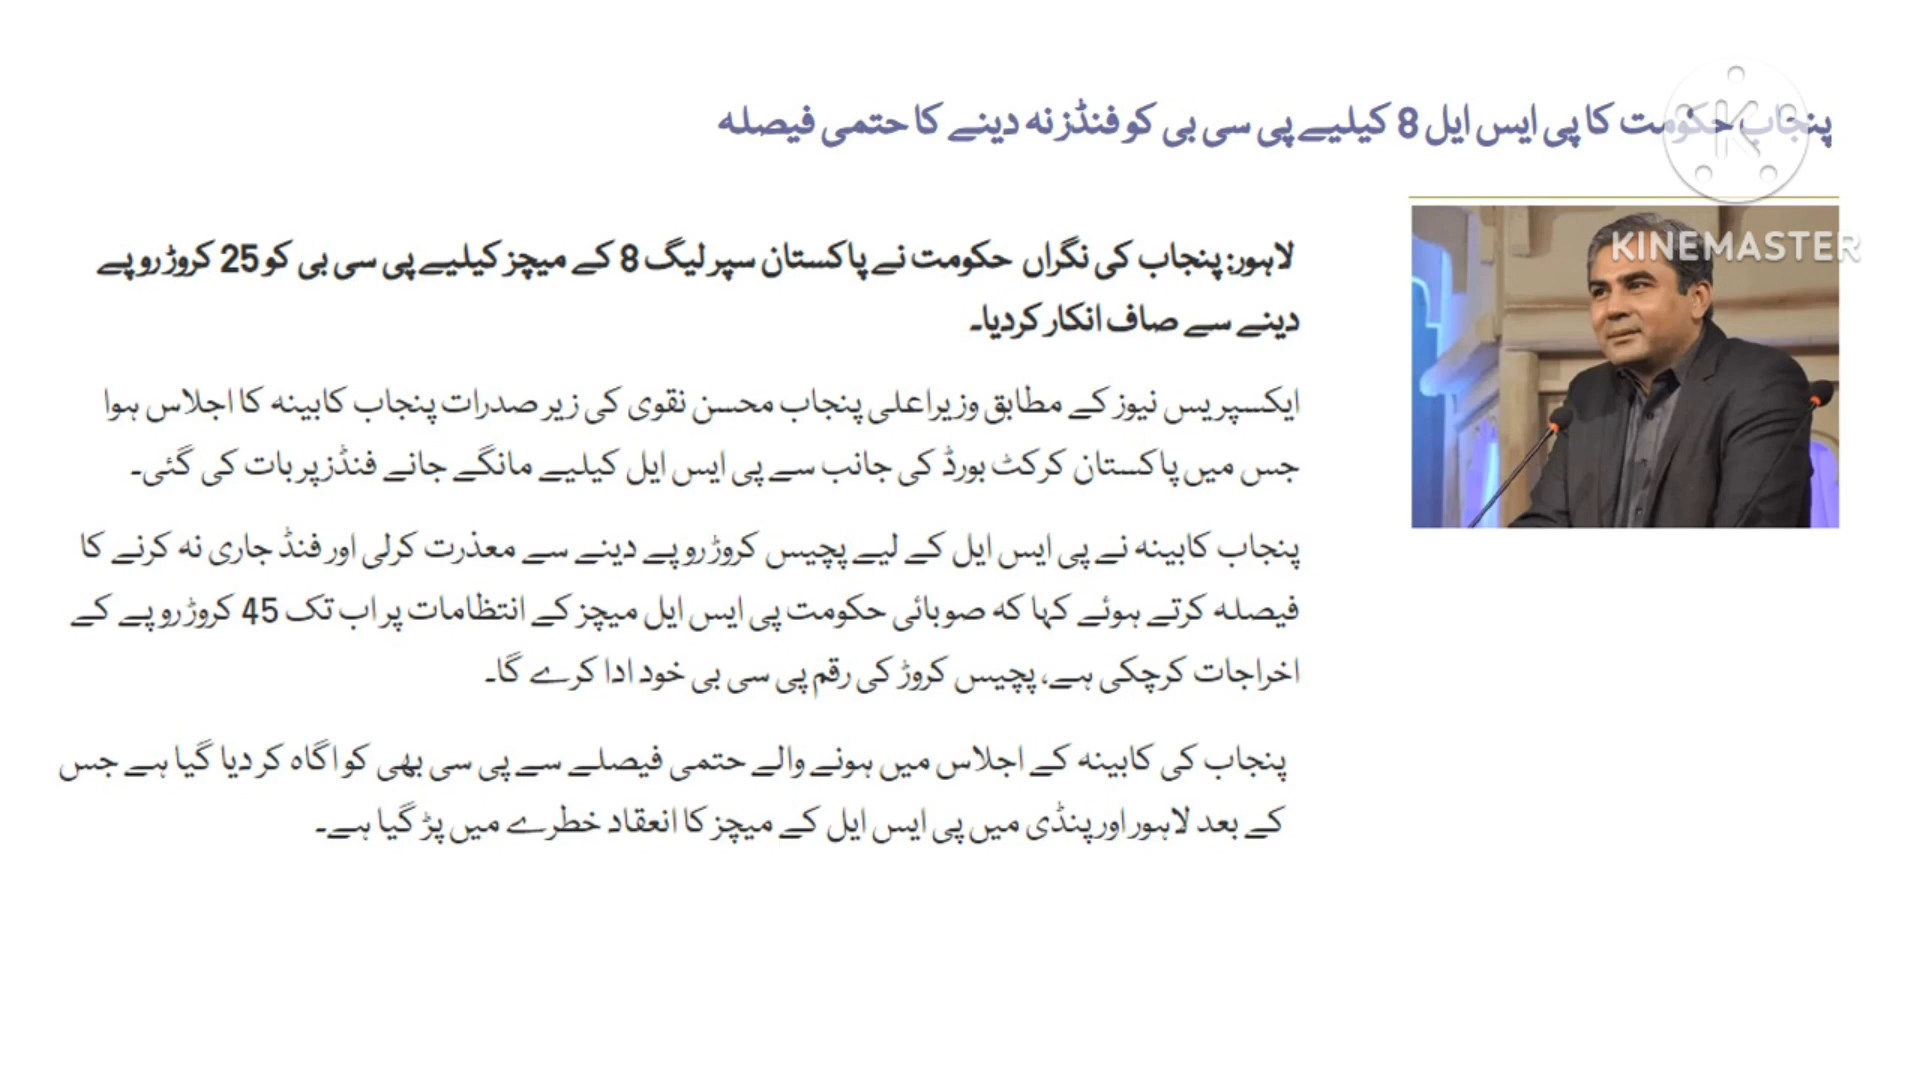 پنجاب حکومت کا پی ایس ایل 8 کیلیے پی سی بی کو فنڈز نہ دینے کا حتمی فیصلہ
KINEMASTER
لاہور: پنجاب کی نگراں حکومت نے پاکستان سپر لیگ 8 کے میچز کیلیے پی سی بی کو 25 کروڑ روپے
دینے سے صاف انکار کردیا۔
ایکسپریس نیوز کے مطابق وزیراعلی پنجاب محسن نقوی کی زیر صدرات پنجاب کابینہ کا اجلاس ہوا
جس میں پاکستان کرکٹ بورڈ کی جانب سے پی ایس ایل کیلیے مانگے جانے فنڈز پر بات کی گئی۔
پنجاب کابینہ نے پی ایس ایل کے لیے پچیس کروڑ روپے دینے سے معذرت کرلی اور فنڈ جاری نہ کرنے کا
فیصلہ کرتے ہوئے کہا کہ صوبائی حکومت پی ایس ایل میچز کے انتظامات پر اب تک 45 کروڑ روپے کے
اخراجات کرچکی ہے، پچیس کروڑ کی رقم پی سی بی خود ادا کرے گا۔
پنجاب کی کابینہ کے اجلاس میں ہونے والے حتمی فیصلے سے پی سی بھی کو اگاہ کر دیا گیا ہے جس
کے بعد لاہور اور پنڈی میں پی ایس ایل کے میچز کا انعقاد خطرے میں پڑ گیا ہے۔